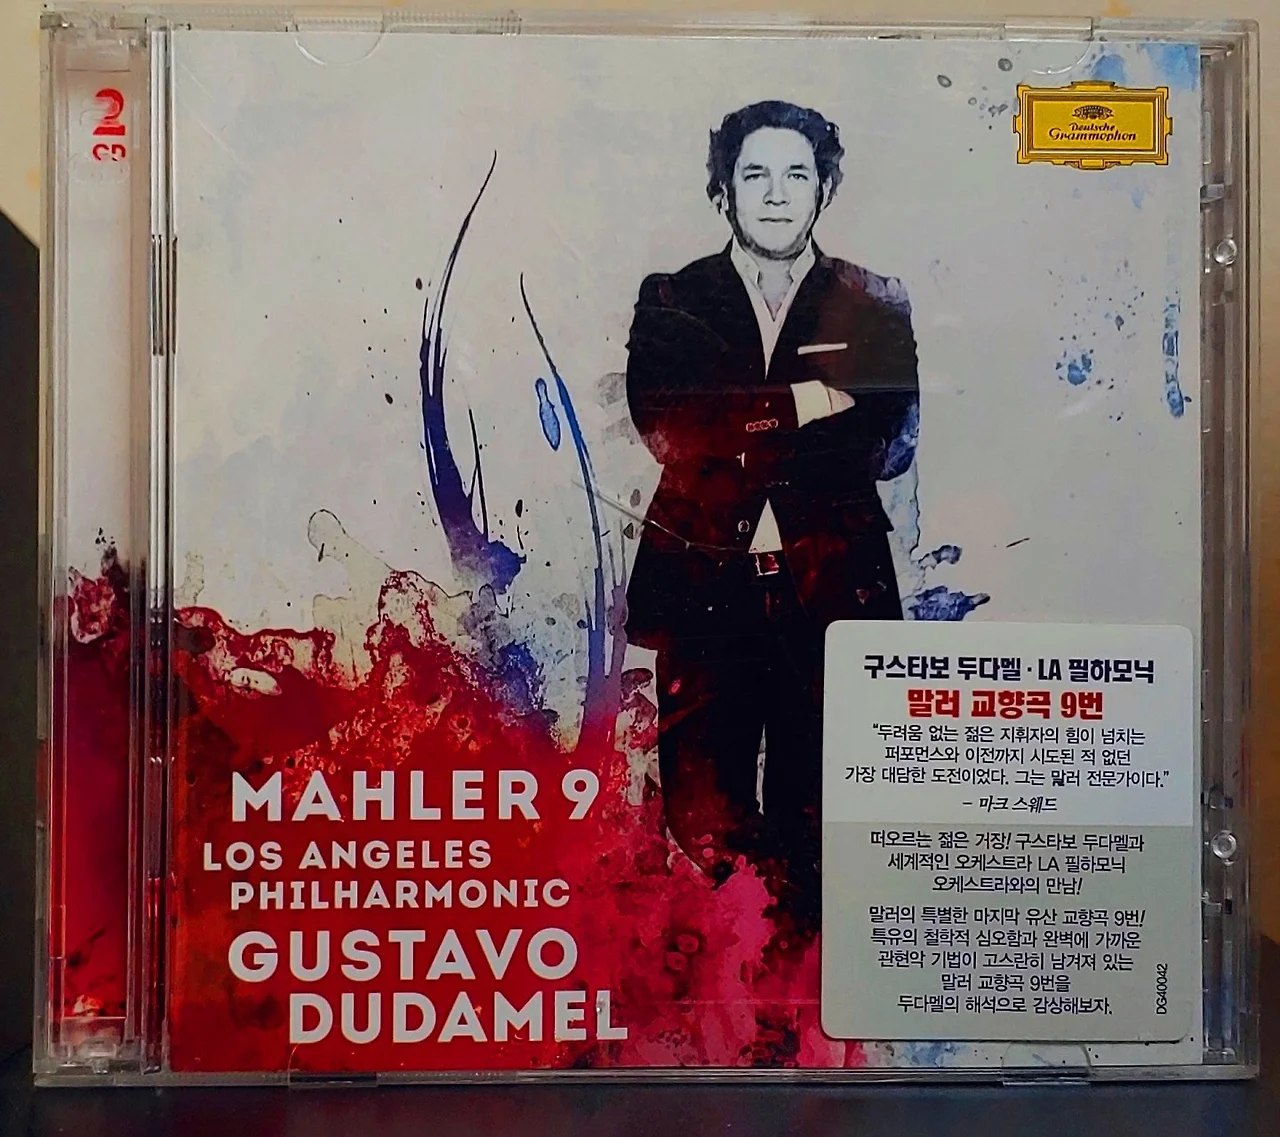 2
CD
Deutsche
Grammophon
MAHLER 9
LOS ANGELES
PHILHARMONIC
GUSTAVO
DUDAMEL
구스타보 두다멜 · LA 필하모닉
말러 교향곡 9번
“두려움 없는 젊은 지휘자의 힘이 넘치는
퍼포먼스와 이전까지 시도된 적 없던
가장 대담한 도전이었다. 그는 말러 전문가이다.”
– 마크 스웨드
떠오르는 젊은 거장! 구스타보 두다멜과
세계적인 오케스트라 LA 필하모닉
오케스트라와의 만남!
말러의 특별한 마지막 유산 교향곡 9번!
특유의 철학적 심오함과 완벽에 가까운
관현악 기법이 고스란히 남겨져 있는
말러 교향곡 9번을
두다멜의 해석으로 감상해보자.
DG40042